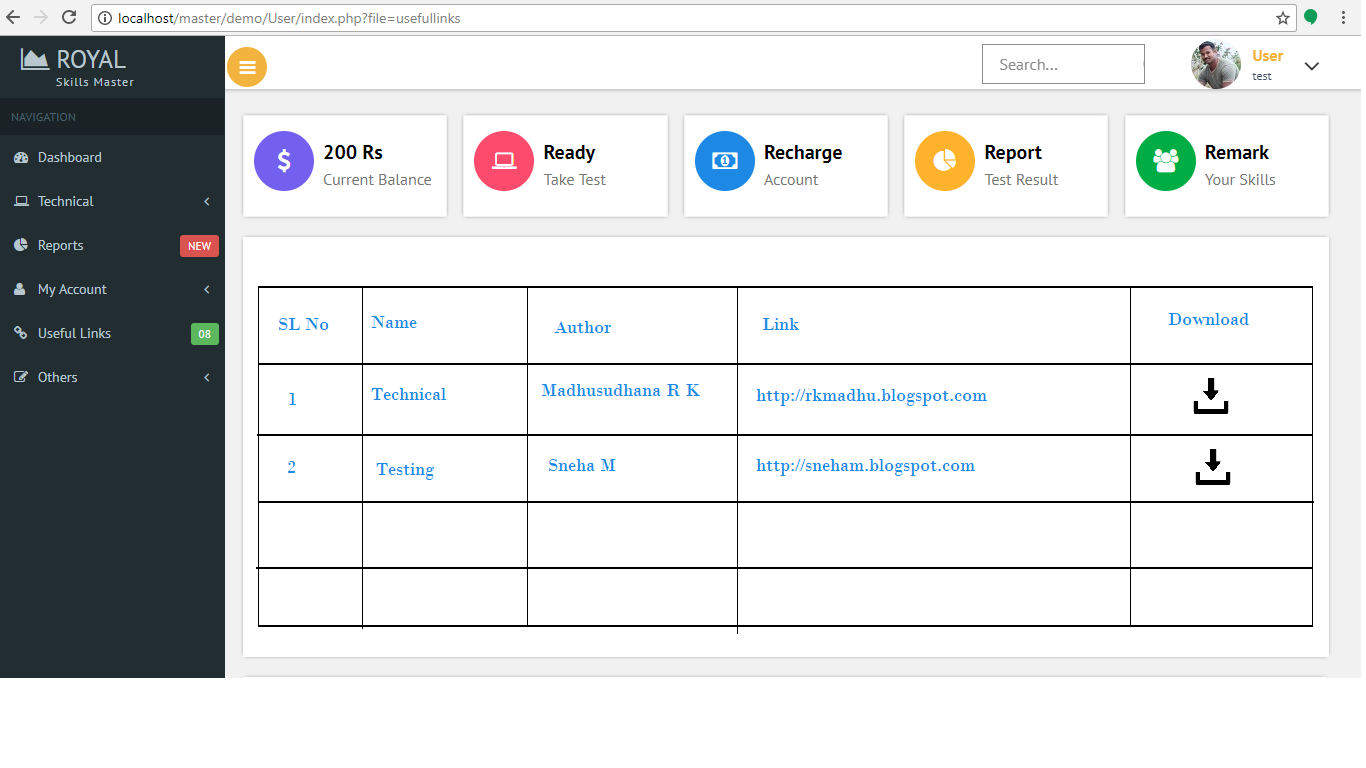 localhost/master/demo/User/index.php?file=usefullinks
ROYAL
Skills Master
NAVIGATION
Dashboard
Technical
Reports NEW
My Account
Useful Links 08
Others
Search...
User
test
200 Rs
Current Balance
Ready
Take Test
Recharge
Account
Report
Test Result
Remark
Your Skills
SL No Name Author Link Download
1 Technical Madhusudhana R K http://rkmadhu.blogspot.com
2 Testing Sneha M http://sneham.blogspot.com